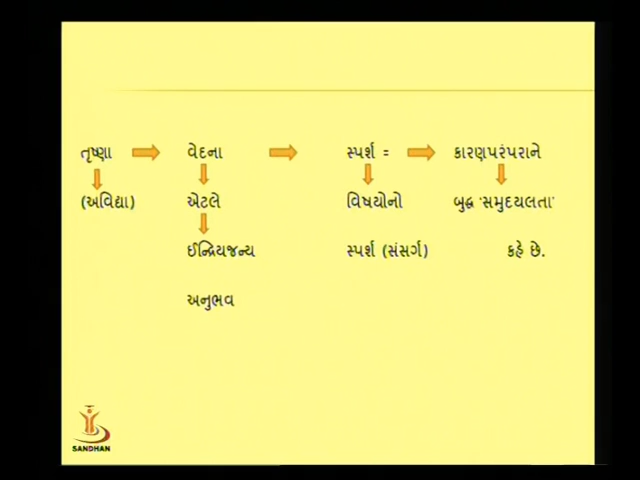 તૃષ્ણા વેદના સ્પર્શ = કારણપરંપરાને
(અવિદ્યા) એટલે વિષયોનો બુદ્ધ 'સમુદયલતા'
ઈન્દ્રિયજન્ય સ્પર્શ (સંસર્ગ) કહે છે.
અનુભવ
SANDHAN